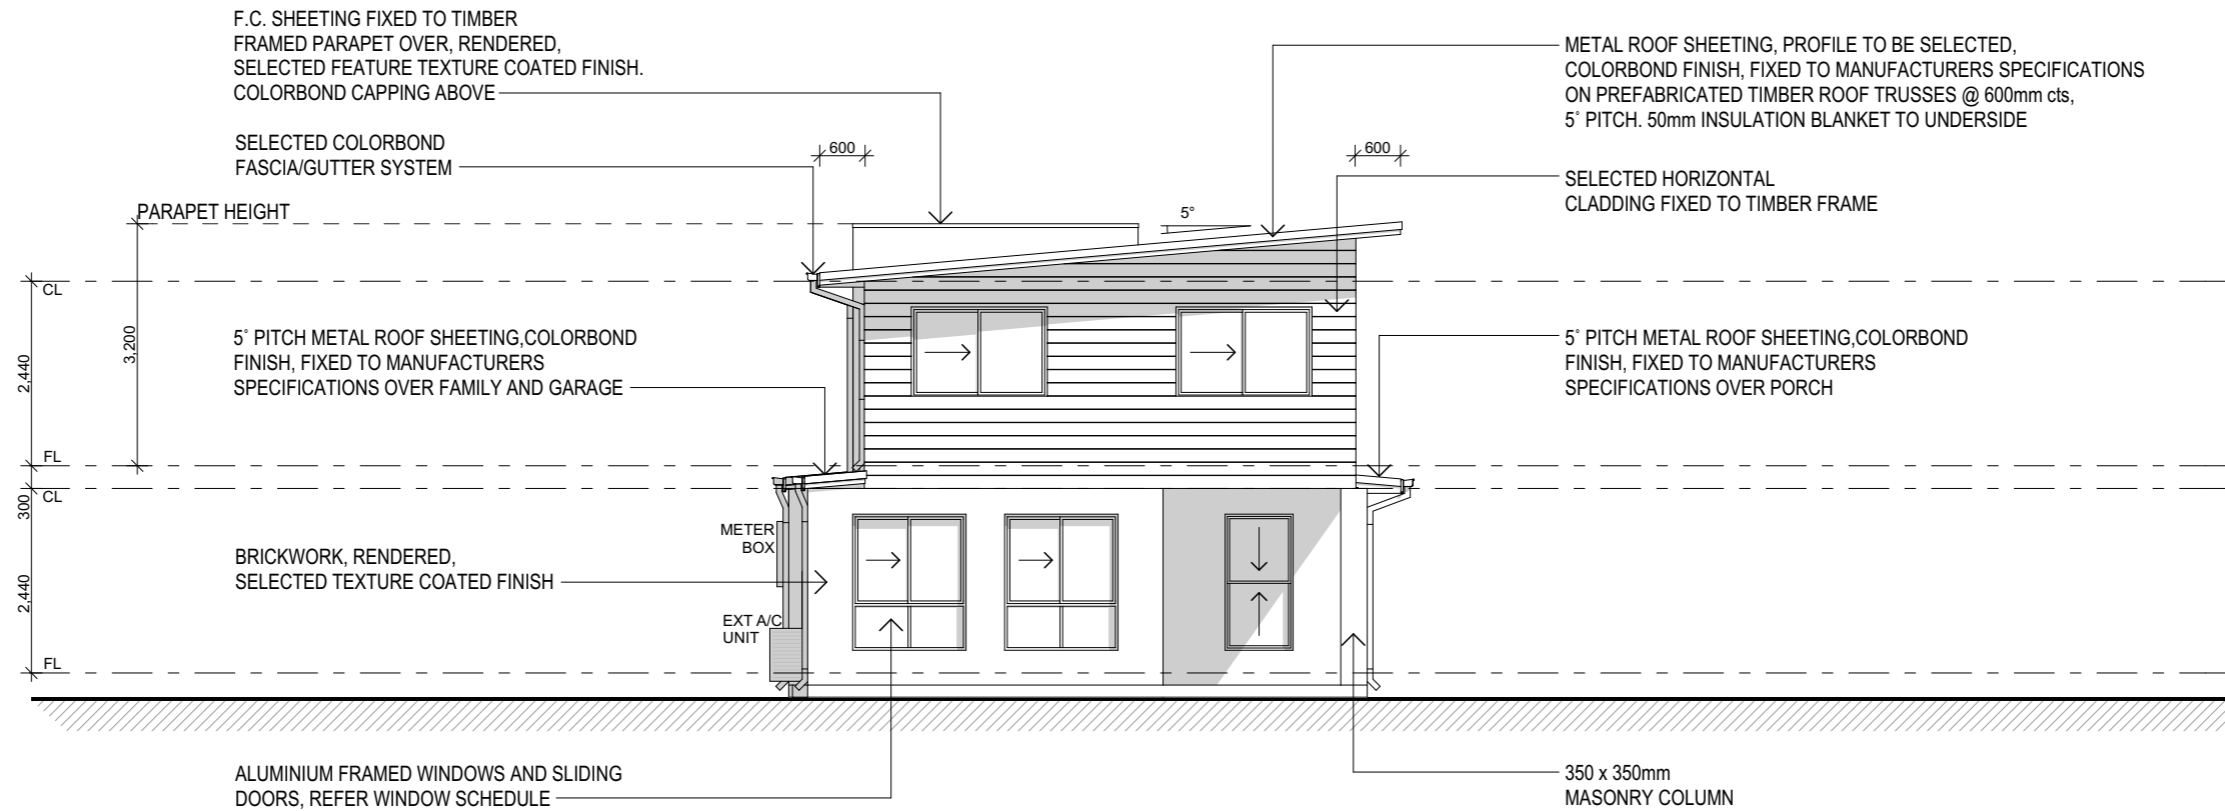 F.C. SHEETING FIXED TO TIMBER
FRAMED PARAPET OVER, RENDERED,
SELECTED FEATURE TEXTURE COATED FINISH.
COLORBOND CAPPING ABOVE
METAL ROOF SHEETING, PROFILE TO BE SELECTED,
COLORBOND FINISH, FIXED TO MANUFACTURERS SPECIFICATIONS
ON PREFABRICATED TIMBER ROOF TRUSSES @ 600mm cts,
5° PITCH. 50mm INSULATION BLANKET TO UNDERSIDE
SELECTED COLORBOND
FASCIA/GUTTER SYSTEM
600
600
SELECTED HORIZONTAL
CLADDING FIXED TO TIMBER FRAME
PARAPET HEIGHT
5°
CL
3,200
2,440
5° PITCH METAL ROOF SHEETING,COLORBOND
FINISH, FIXED TO MANUFACTURERS
SPECIFICATIONS OVER FAMILY AND GARAGE
5° PITCH METAL ROOF SHEETING,COLORBOND
FINISH, FIXED TO MANUFACTURERS
SPECIFICATIONS OVER PORCH
FL
300
CL
METER
BOX
BRICKWORK, RENDERED,
SELECTED TEXTURE COATED FINISH
2,440
EXT A/C
UNIT
FL
ALUMINIUM FRAMED WINDOWS AND SLIDING
DOORS, REFER WINDOW SCHEDULE
350 x 350mm
MASONRY COLUMN